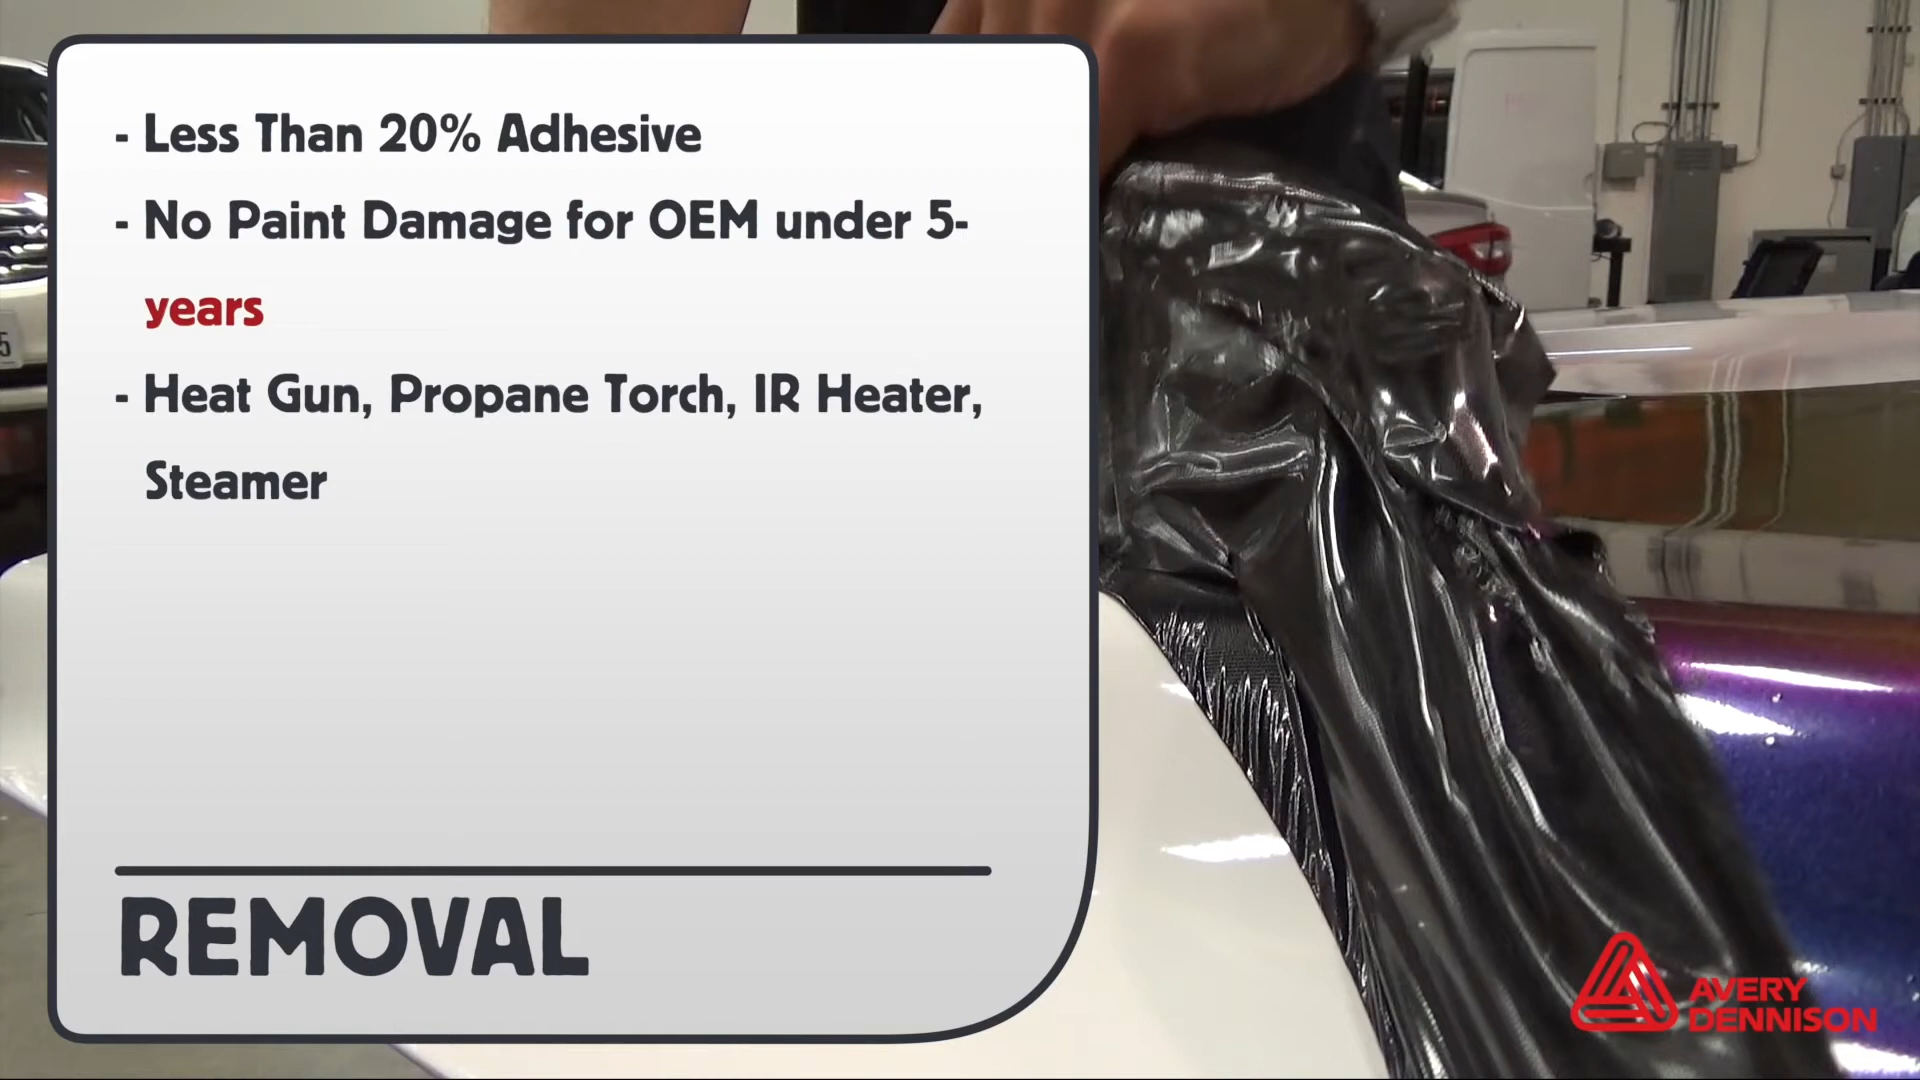 - Less Than 20% Adhesive
- No Paint Damage for OEM under 5-
years
- Heat Gun, Propane Torch, IR Heater,
Steamer
REMOVAL
AVERY
DENNISON
5